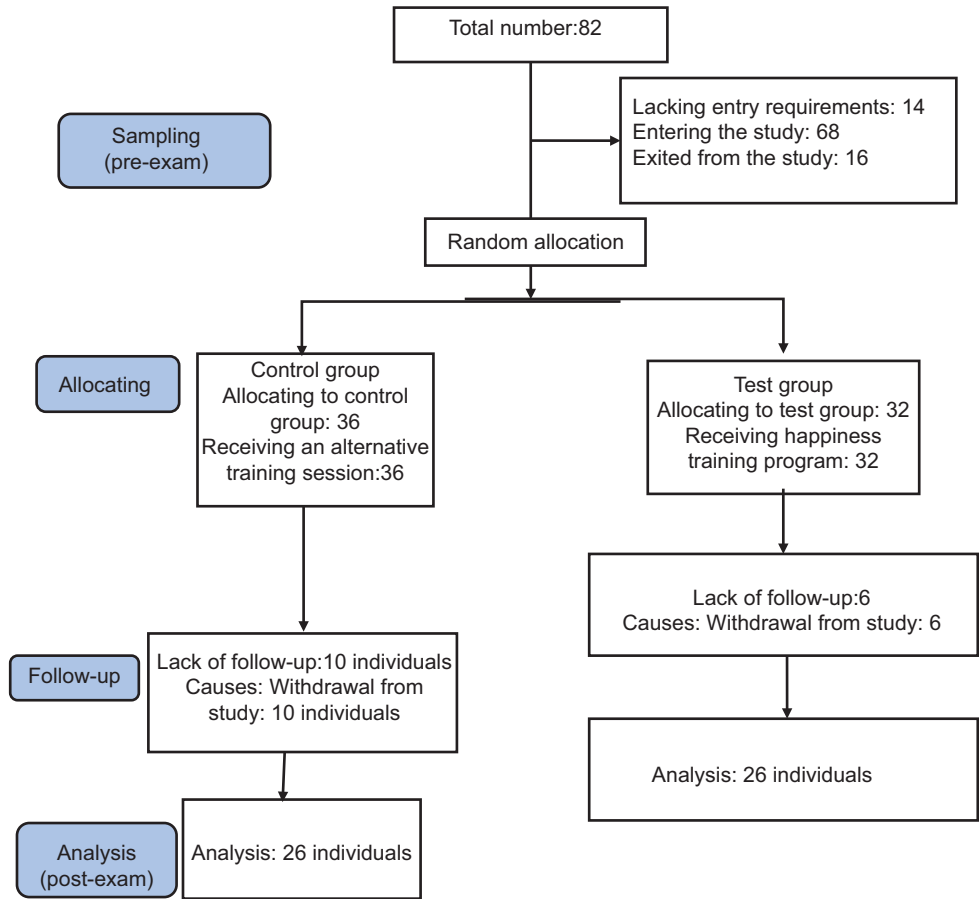 Total number:82
Lacking entry requirements: 14
Entering the study: 68
Exited from the study: 16
Sampling
(pre-exam)
Random allocation
Allocating
Control group
Allocating to control
group: 36
Receiving an alternative
training session:36
Test group
Allocating to test group: 32
Receiving happiness
training program: 32
Follow-up
Lack of follow-up:10 individuals
Causes: Withdrawal from
study: 10 individuals
Lack of follow-up:6
Causes: Withdrawal from study: 6
Analysis
(post-exam)
Analysis: 26 individuals
Analysis: 26 individuals